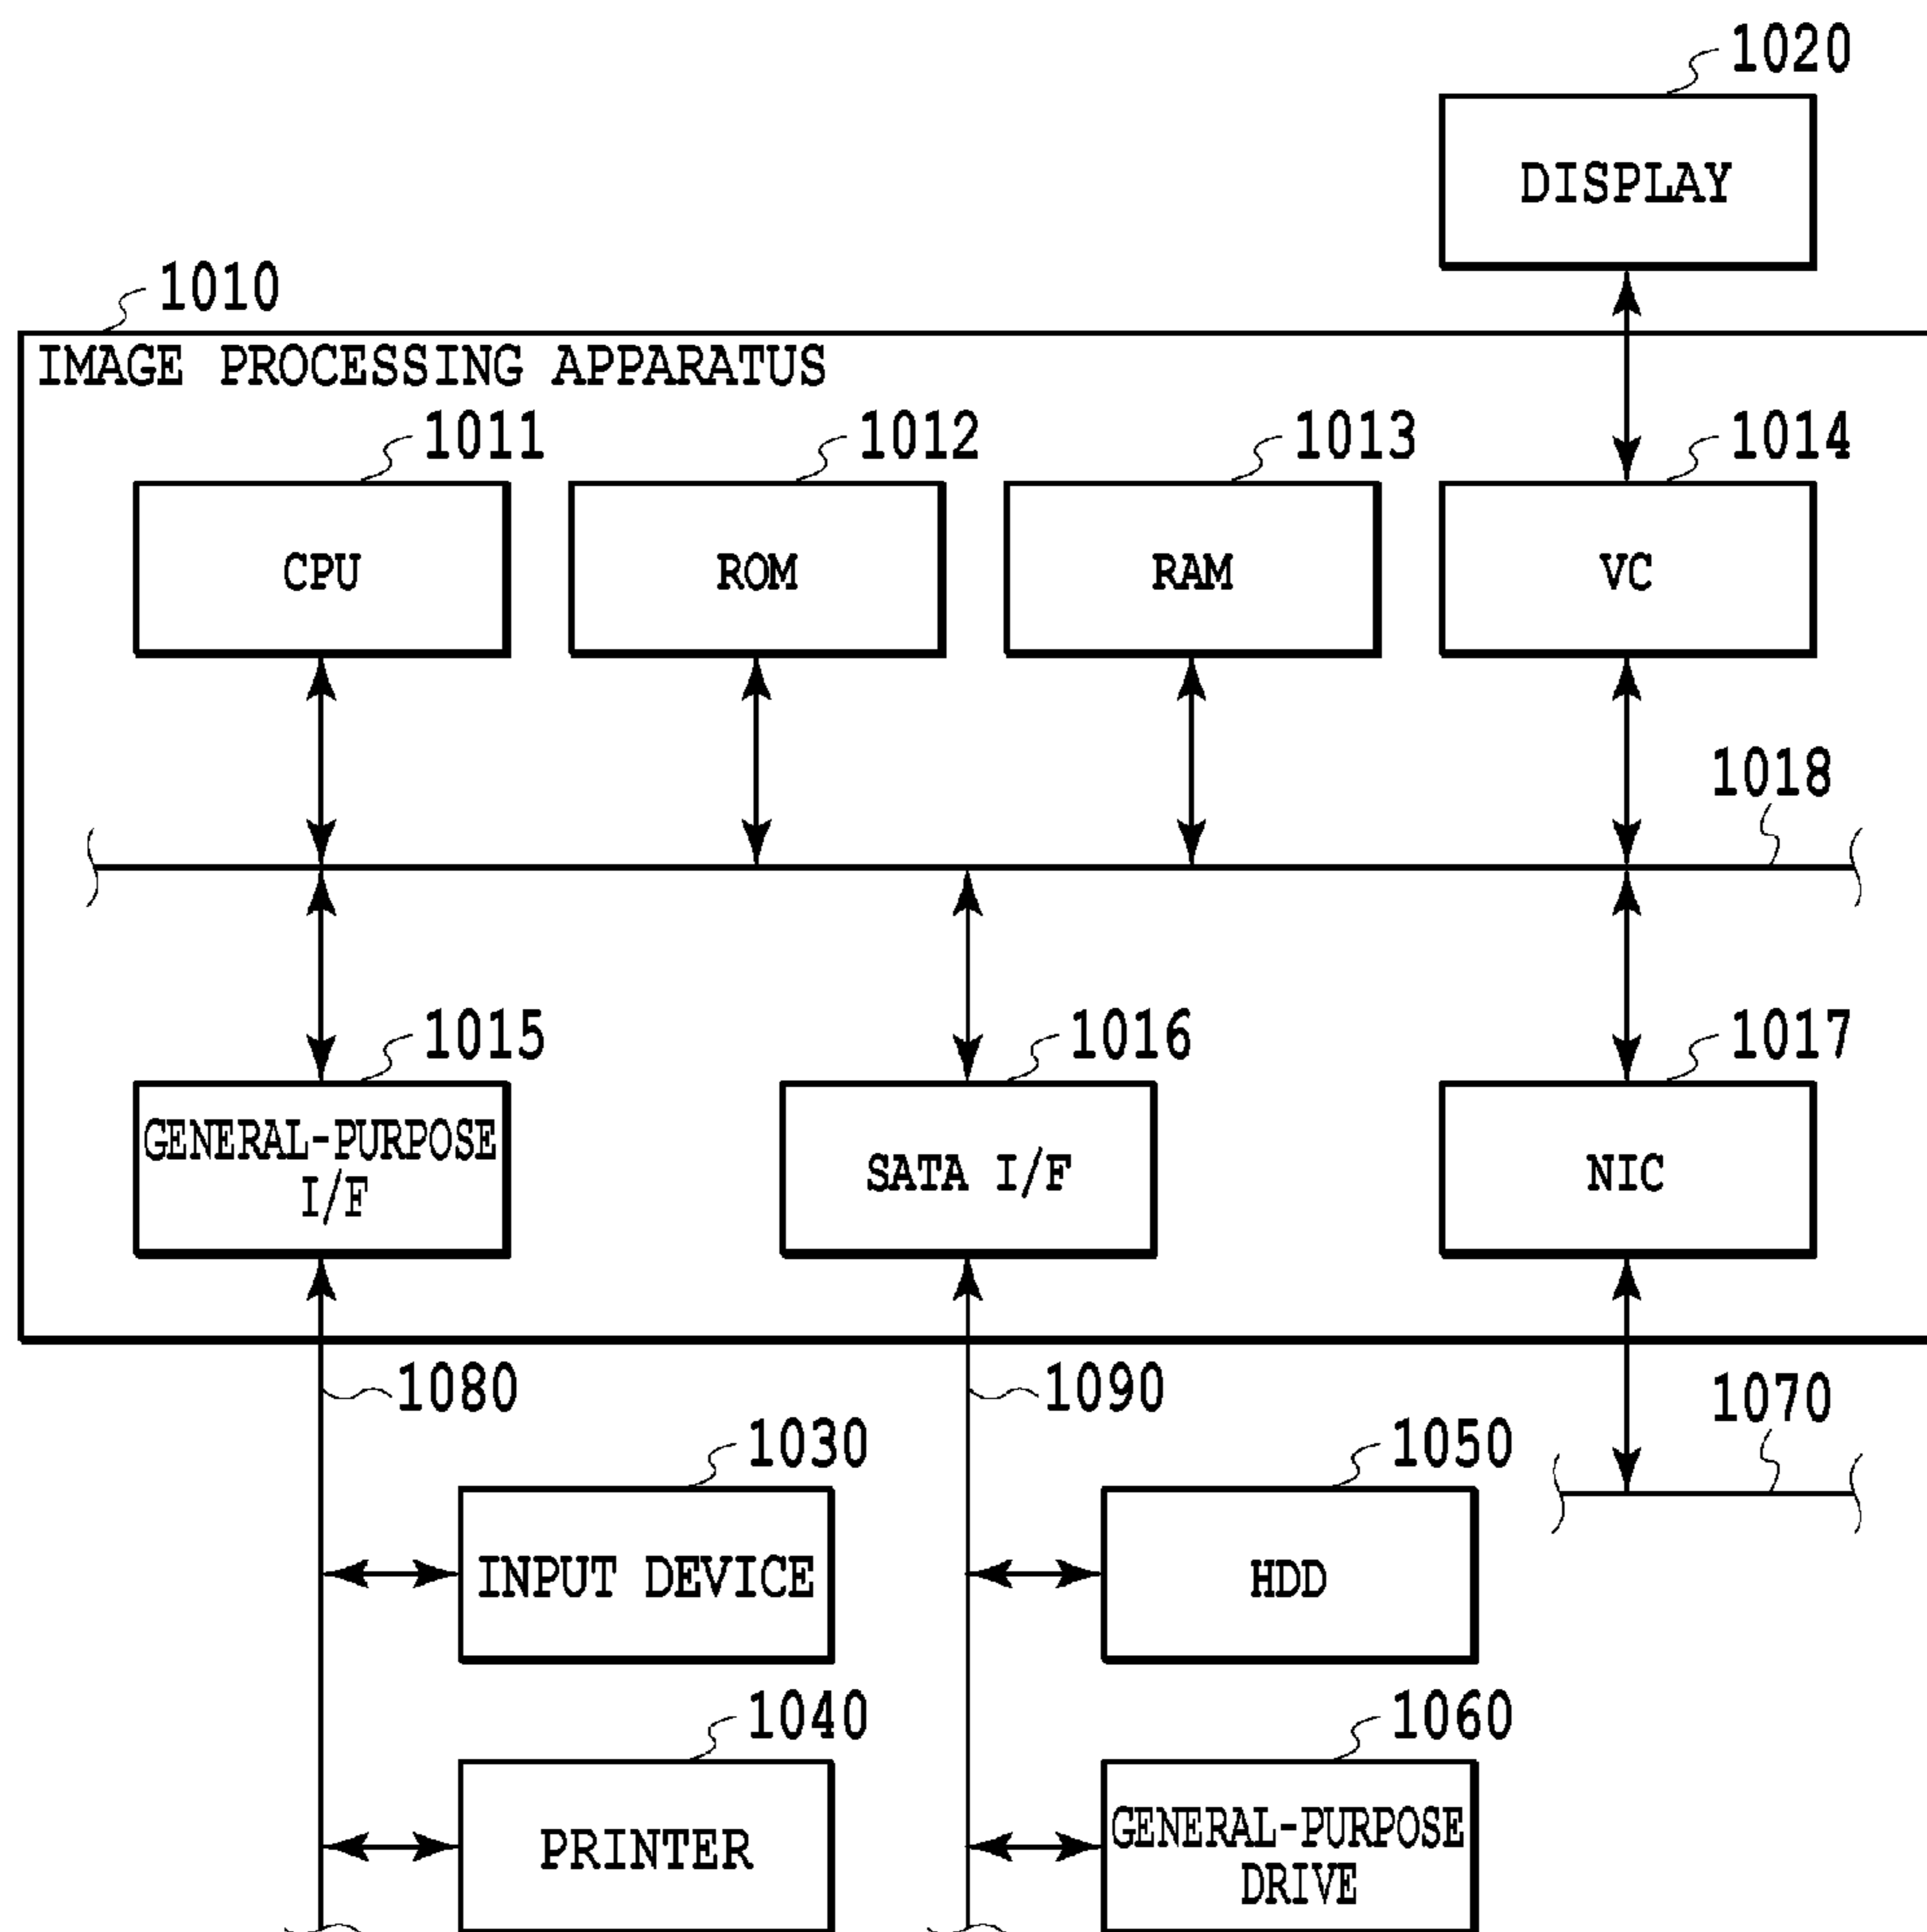 1020
DISPLAY
1010
IMAGE PROCESSING APPARATUS
1011
1012
1013
1014
CPU
ROM
RAM
VC
1018
1015
1016
1017
GENERAL-PURPOSE
I/F
SATA I/F
NIC
1080
1090
1070
1030
1050
INPUT DEVICE
HDD
1040
1060
PRINTER
GENERAL-PURPOSE
DRIVE